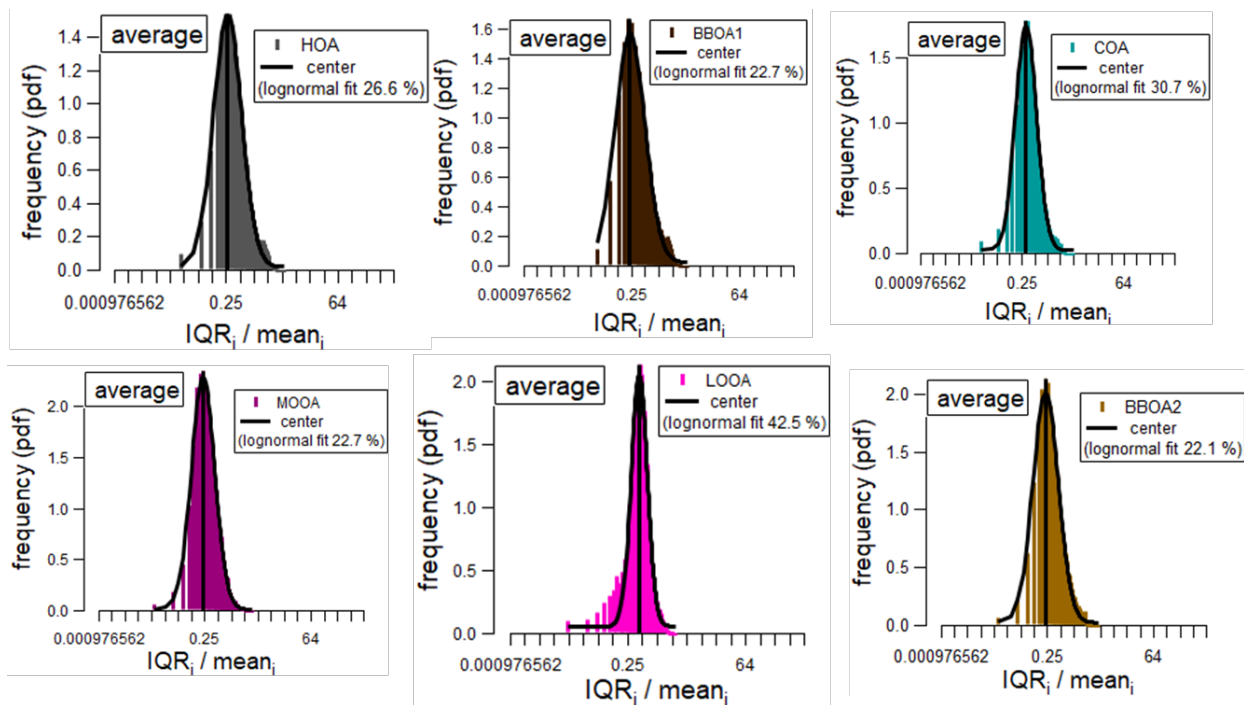 average
HOA
center
(lognormal fit 26.6 %)
frequency (pdf)
1.4
1.2
1.0
0.8
0.6
0.4
0.2
0.0
0.000976562
0.25
64
IQRi / meani
average
BBOA1
center
(lognormal fit 22.7 %)
frequency (pdf)
1.6
1.4
1.2
1.0
0.8
0.6
0.4
0.2
0.0
0.000976562
0.25
64
IQRi / meani
average
COA
center
(lognormal fit 30.7 %)
frequency (pdf)
1.5
1.0
0.5
0.0
0.000976562
0.25
64
IQRi / meani
average
MOOA
center
(lognormal fit 22.7 %)
frequency (pdf)
2.0
1.5
1.0
0.5
0.0
0.000976562
0.25
64
IQRi / meani
average
LOOA
center
(lognormal fit 42.5 %)
frequency (pdf)
2.0
1.5
1.0
0.5
0.0
0.000976562
0.25
64
IQRi / meani
average
BBOA2
center
(lognormal fit 22.1 %)
frequency (pdf)
2.0
1.5
1.0
0.5
0.0
0.000976562
0.25
64
IQRi / meani